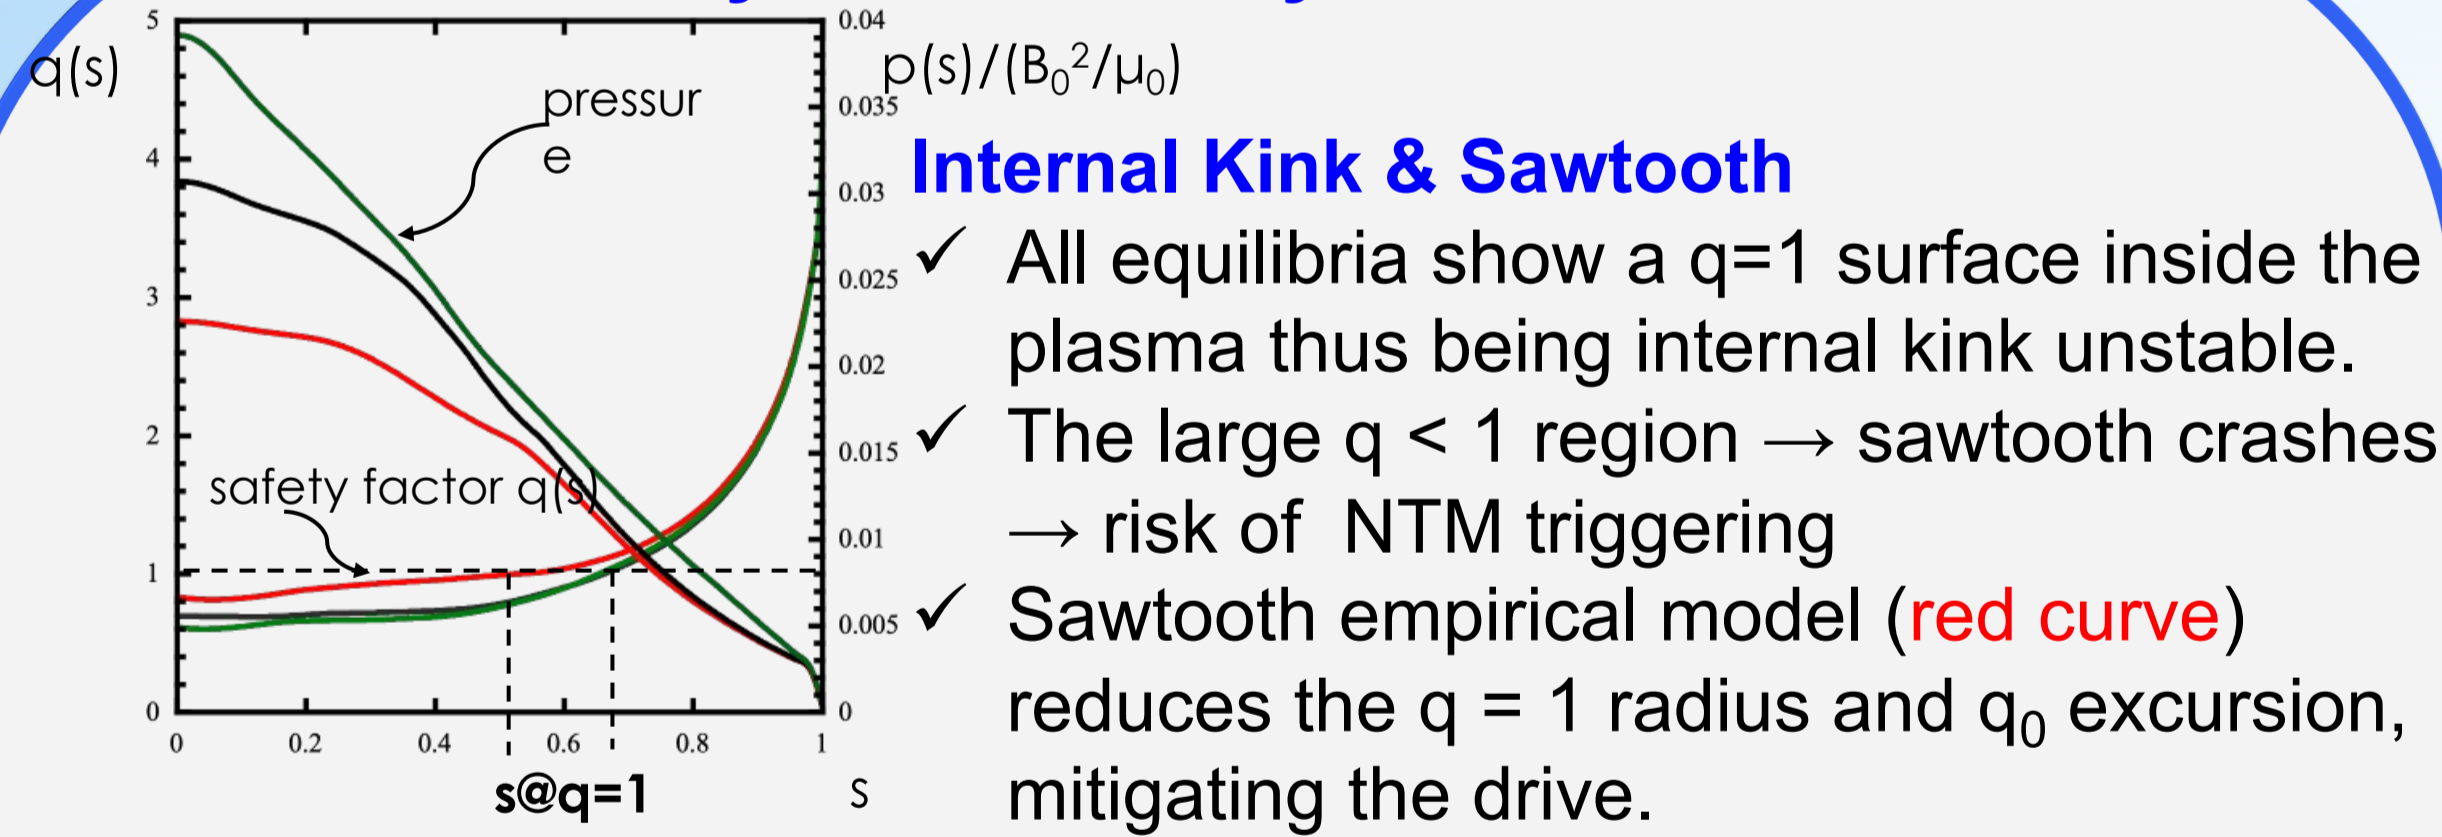 5
0.04
q(s)
p(s)/(B₀²/μ₀)
pressur
e
0.035
4
0.03
3
0.025
0.02
2
0.015
safety factor q(s)
0.01
1
0.005
0
0
0
0.2
0.4
0.6
0.8
1
s@q=1
s
Internal Kink & Sawtooth
✓ All equilibria show a q=1 surface inside the
plasma thus being internal kink unstable.
✓ The large q < 1 region → sawtooth crashes
→ risk of NTM triggering
✓ Sawtooth empirical model (red curve)
reduces the q = 1 radius and q₀ excursion,
mitigating the drive.